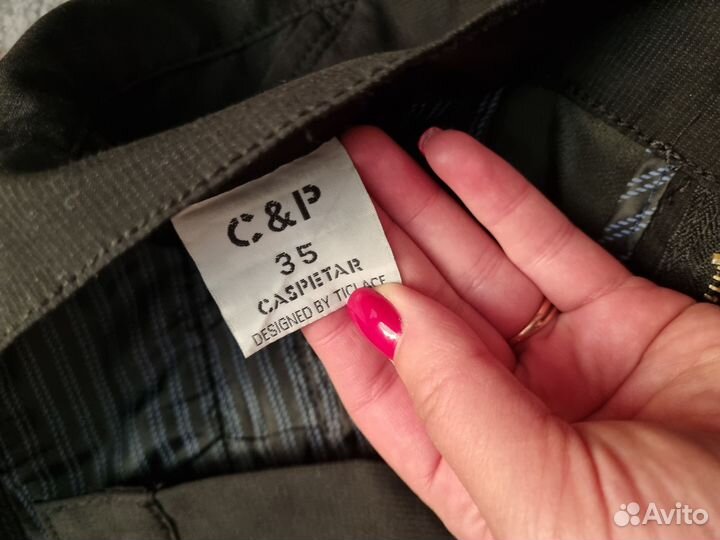 C&P
35
CASPETAR
DESIGNED BY TICLACE
Avito